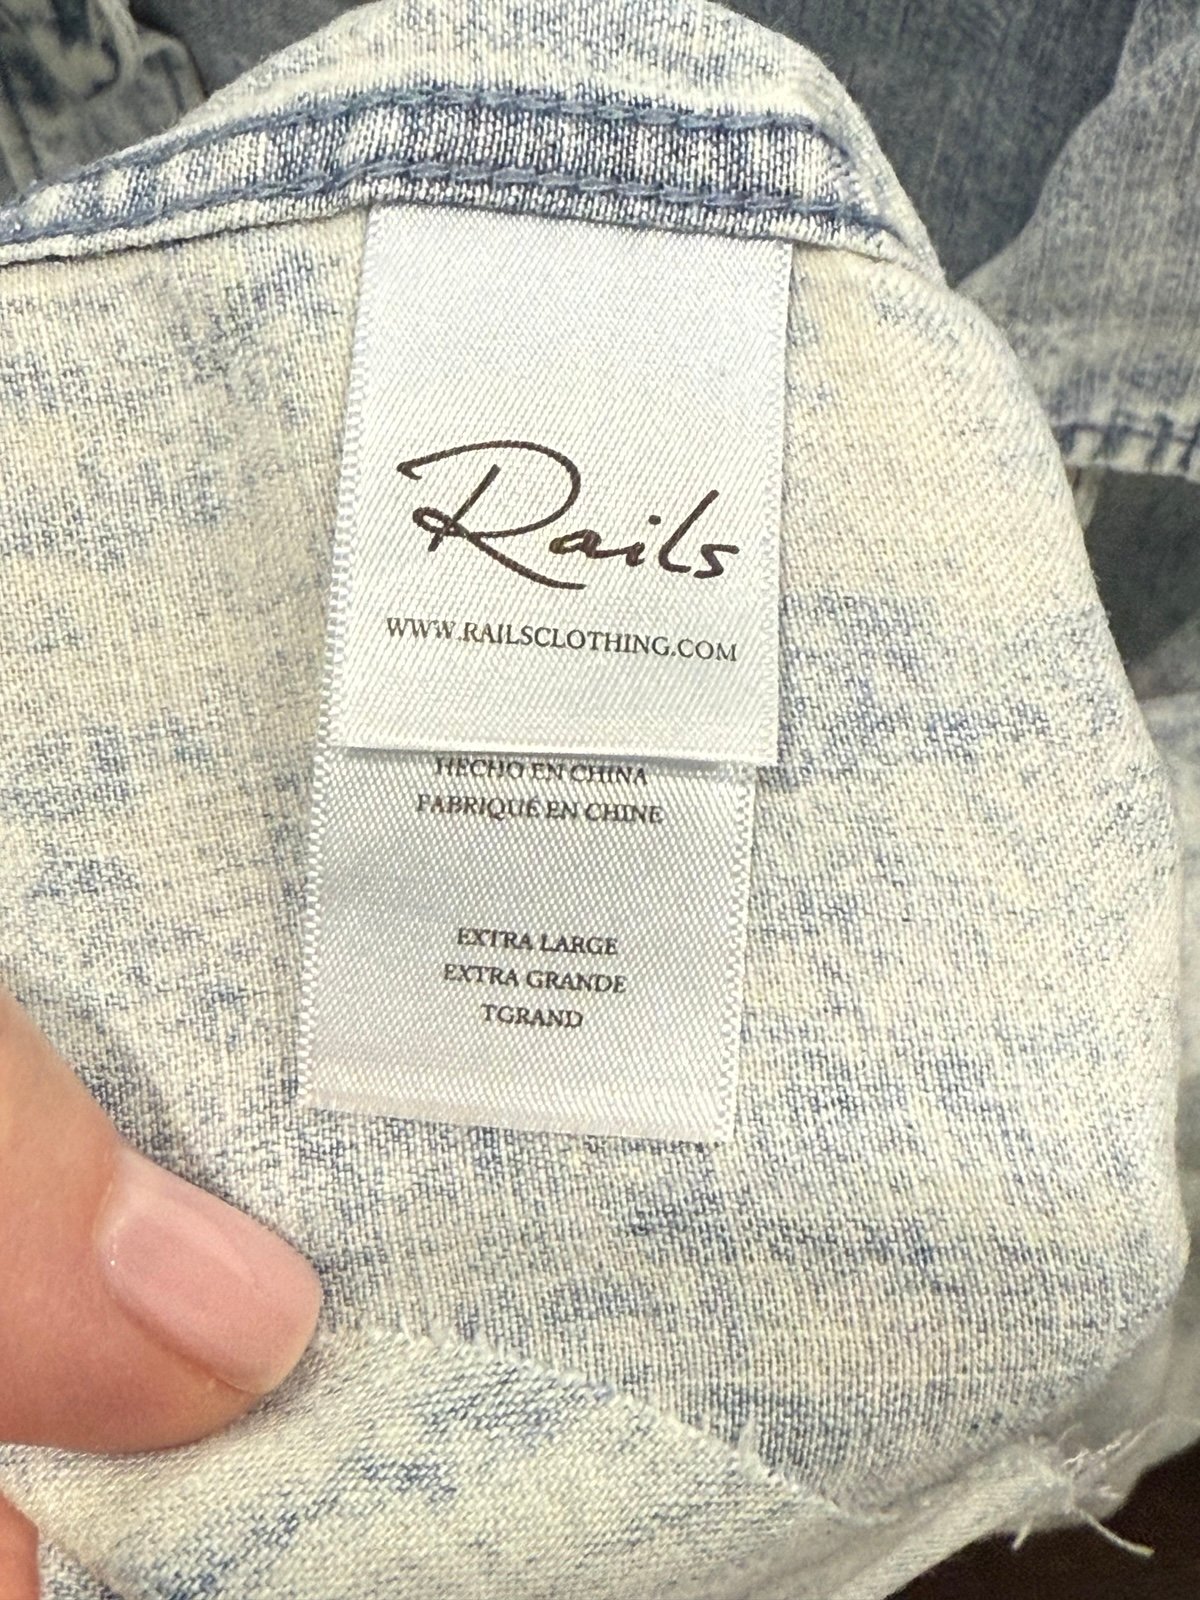 Rails
WWW.RAILSCLOTHING.COM
HECHO EN CHINA
FABRIQUÉ EN CHINE
EXTRA LARGE
EXTRA GRANDE
TGRAND